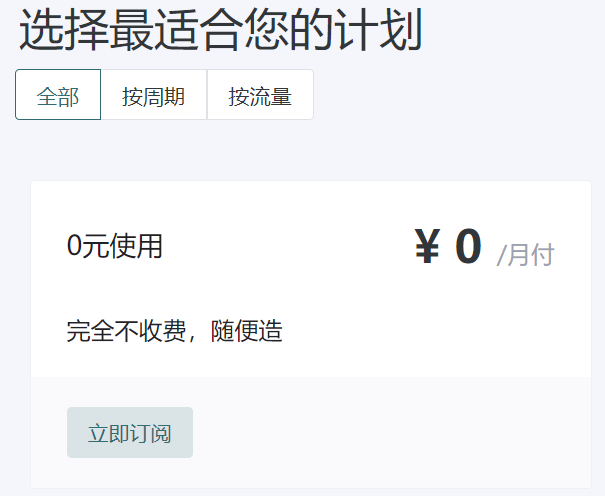 选择最适合您的计划
全部 按周期 按流量
0元使用 ¥ 0 /月付
完全不收费，随便造
立即订阅